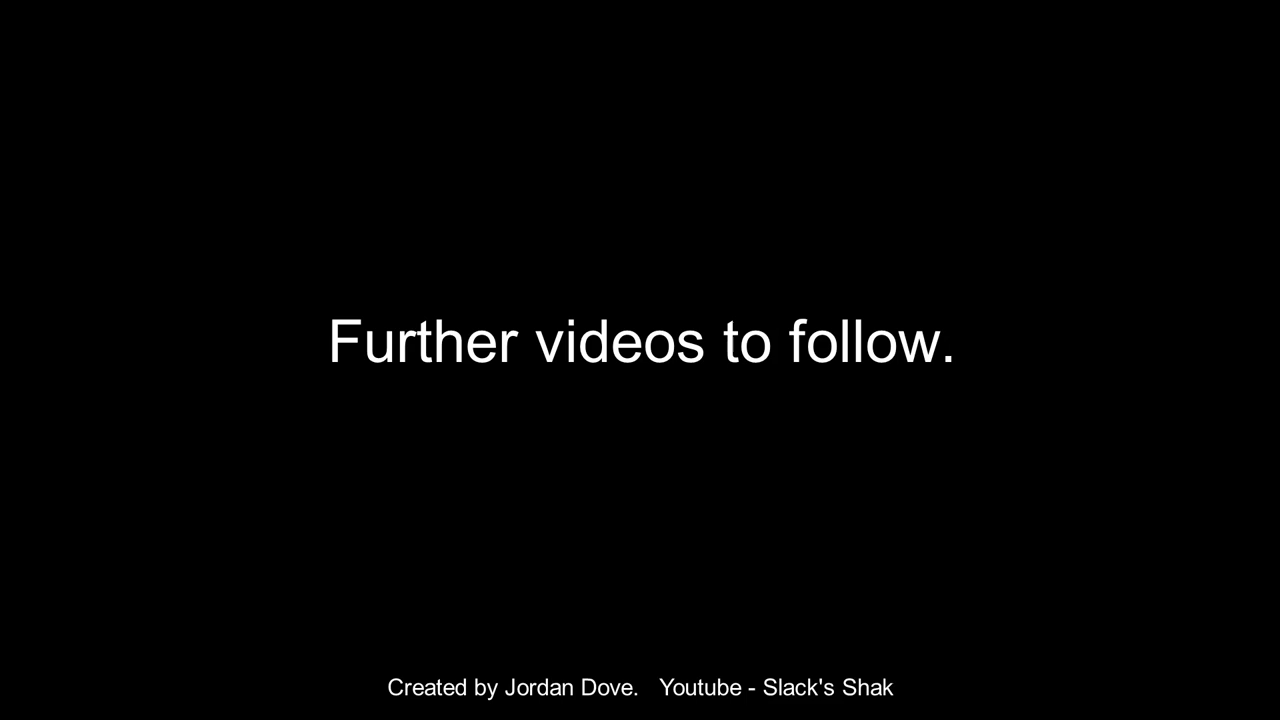 Further videos to follow.
Created by Jordan Dove.   Youtube - Slack's Shak